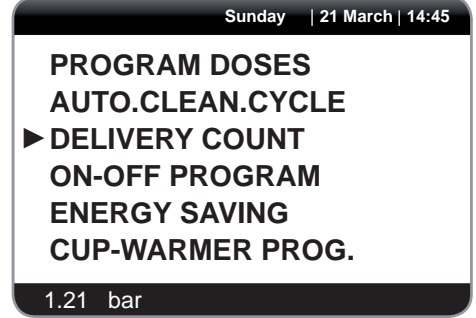 Sunday | 21 March | 14:45
PROGRAM DOSES
AUTO.CLEAN.CYCLE
►DELIVERY COUNT
ON-OFF PROGRAM
ENERGY SAVING
CUP-WARMER PROG.
1.21 bar